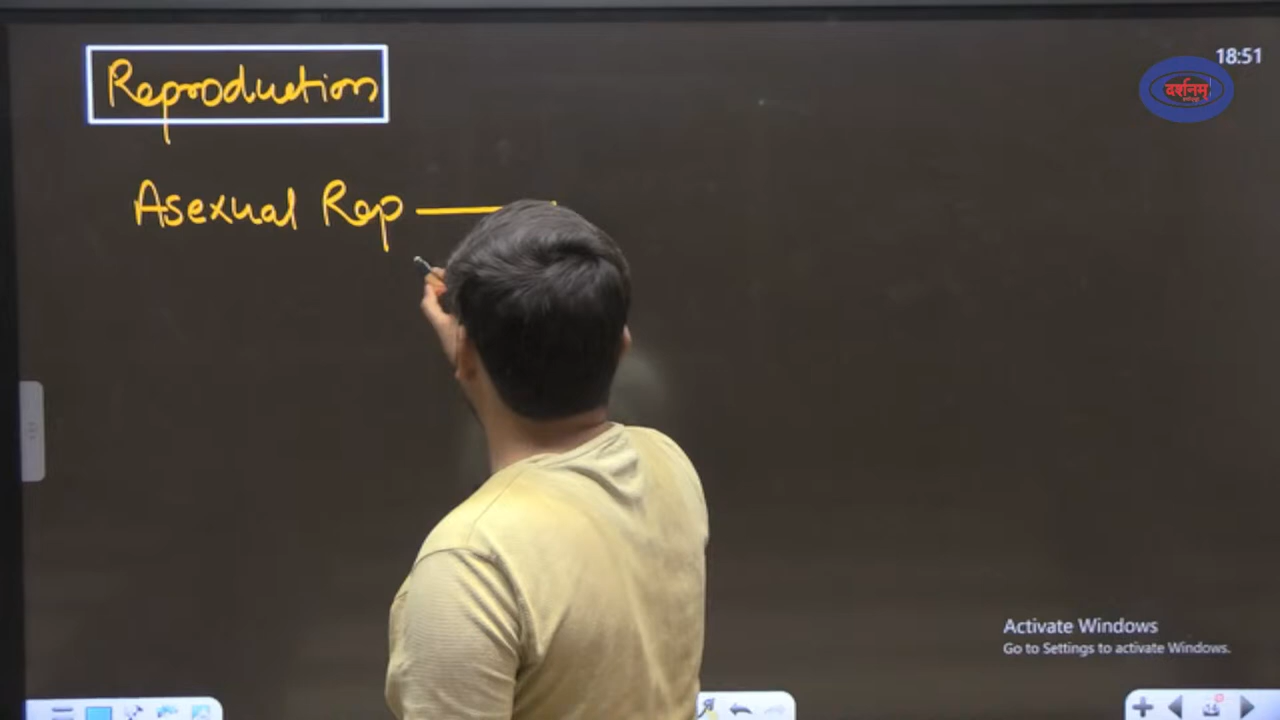 Reproduction
18:51
दर्शनम्
Asexual Rep
Activate Windows
Go to Settings to activate Windows.